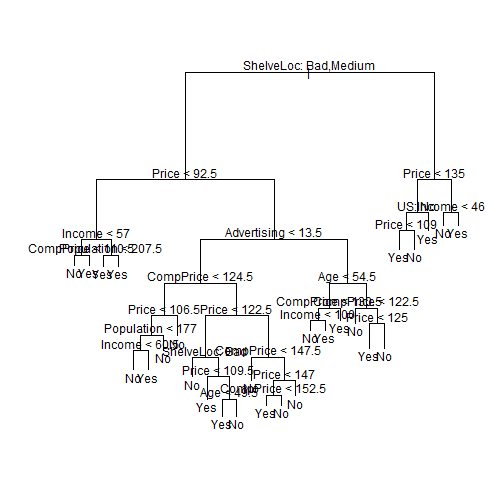 ShelveLoc: Bad,Medium
Price < 92.5
Price < 135
Income < 57
Advertising < 13.5
US:No
Income < 46
Price < 109
CompPrice < 110.5
Population < 207.5
No Yes Yes Yes
Yes No
Yes
No Yes
CompPrice < 124.5
Age < 54.5
Price < 106.5
Price < 122.5
CompPrice < 130.5
CompPrice < 122.5
Income < 100
Price < 125
No Yes
Yes
No
Yes No
Population < 177
Income < 60.5
No
No Yes
No
ShelveLoc: Bad
CompPrice < 147.5
Price < 109.5
Price < 147
No
Age < 49.5
CompPrice < 152.5
No
Yes
Yes No
Yes No
No